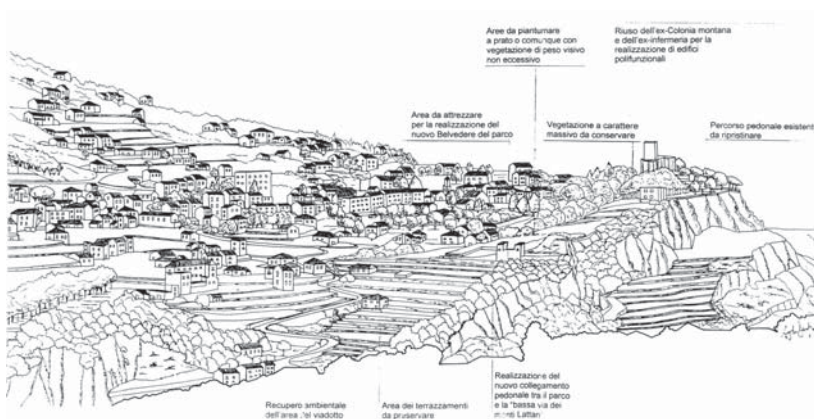 Aree da piantumare
a prato o comunque con
vegetazione di peso visivo
non eccessivo
Riuso dell'ex-Colonia montana
e dell'ex-infermeria per la
realizzazione di edifici
polifunzionali
Area da attrezzare
per la realizzazione del
nuovo Belvedere del parco
Vegetazione a carattere
massivo da conservare
Percorso pedonale esistente
da ripristinare
Recupero ambientale
dell'area del viadotto
Area dei terrazzamenti
da preservare
Realizzazione del
nuovo collegamento
pedonale tra il parco
e la "bassa via dei
monti Lattari